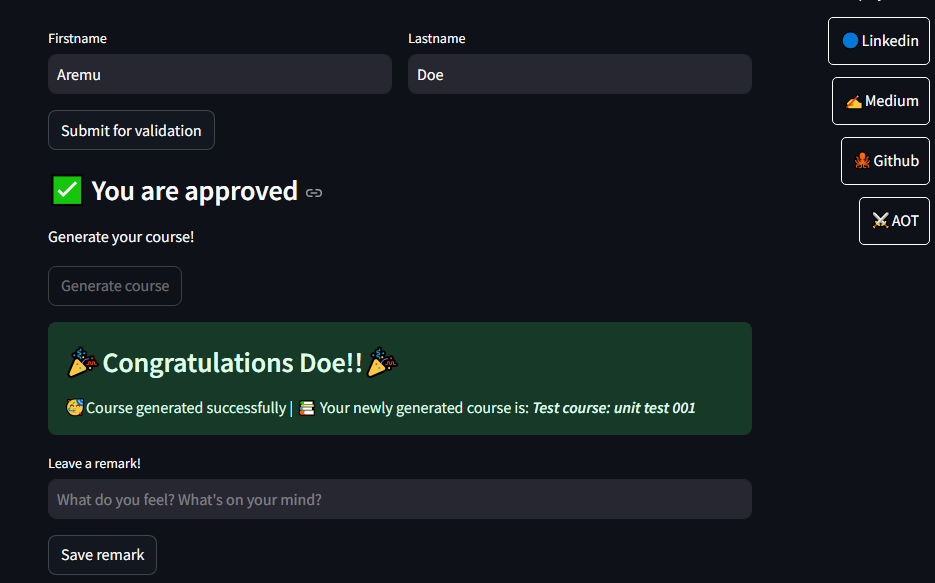 Firstname
Lastname
Aremu
Doe
Submit for validation
✅ You are approved
Generate your course!
Generate course
🎉 Congratulations Doe!! 🎉
🥳 Course generated successfully | 📚 Your newly generated course is: Test course: unit test 001
Leave a remark!
What do you feel? What's on your mind?
Save remark
🔵 Linkedin
✍️ Medium
🐙 Github
⚔️ AOT